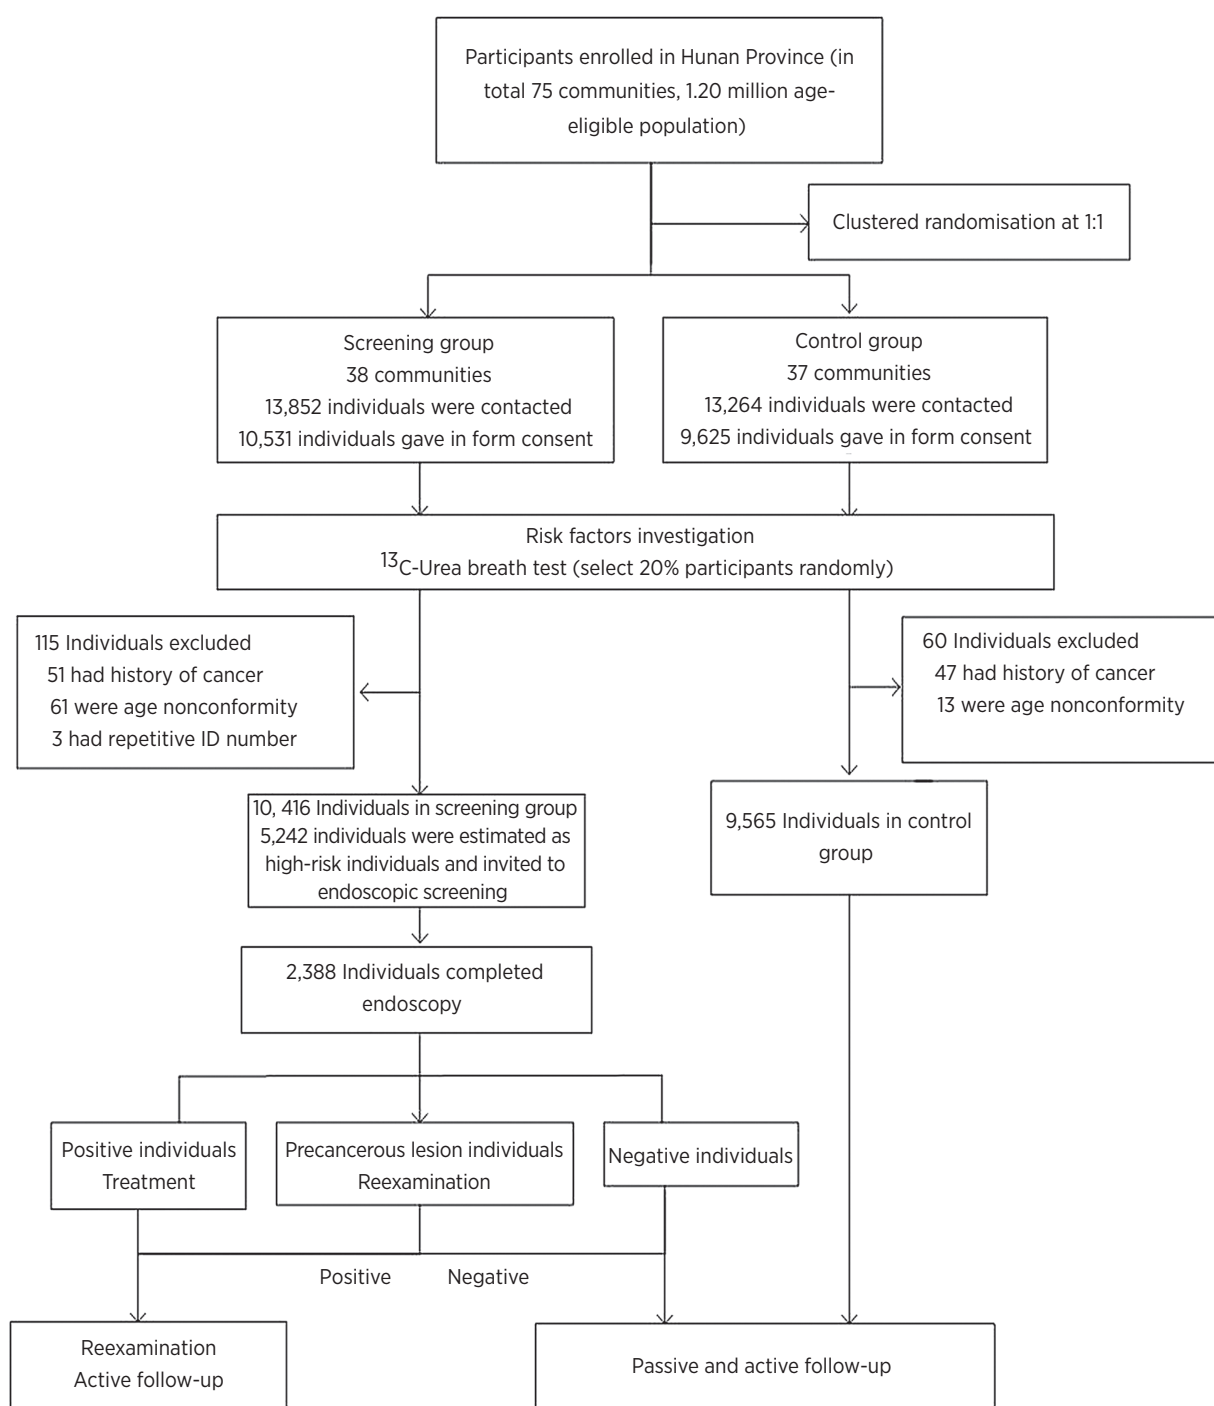 Participants enrolled in Hunan Province (in
total 75 communities, 1.20 million age-
eligible population)
Clustered randomisation at 1:1
Screening group
38 communities
13,852 individuals were contacted
10,531 individuals gave in form consent
Control group
37 communities
13,264 individuals were contacted
9,625 individuals gave in form consent
Risk factors investigation
13C-Urea breath test (select 20% participants randomly)
115 Individuals excluded
51 had history of cancer
61 were age nonconformity
3 had repetitive ID number
60 Individuals excluded
47 had history of cancer
13 were age nonconformity
10, 416 Individuals in screening group
5,242 individuals were estimated as
high-risk individuals and invited to
endoscopic screening
9,565 Individuals in control
group
2,388 Individuals completed
endoscopy
Positive individuals
Treatment
Precancerous lesion individuals
Reexamination
Negative individuals
Positive
Negative
Reexamination
Active follow-up
Passive and active follow-up